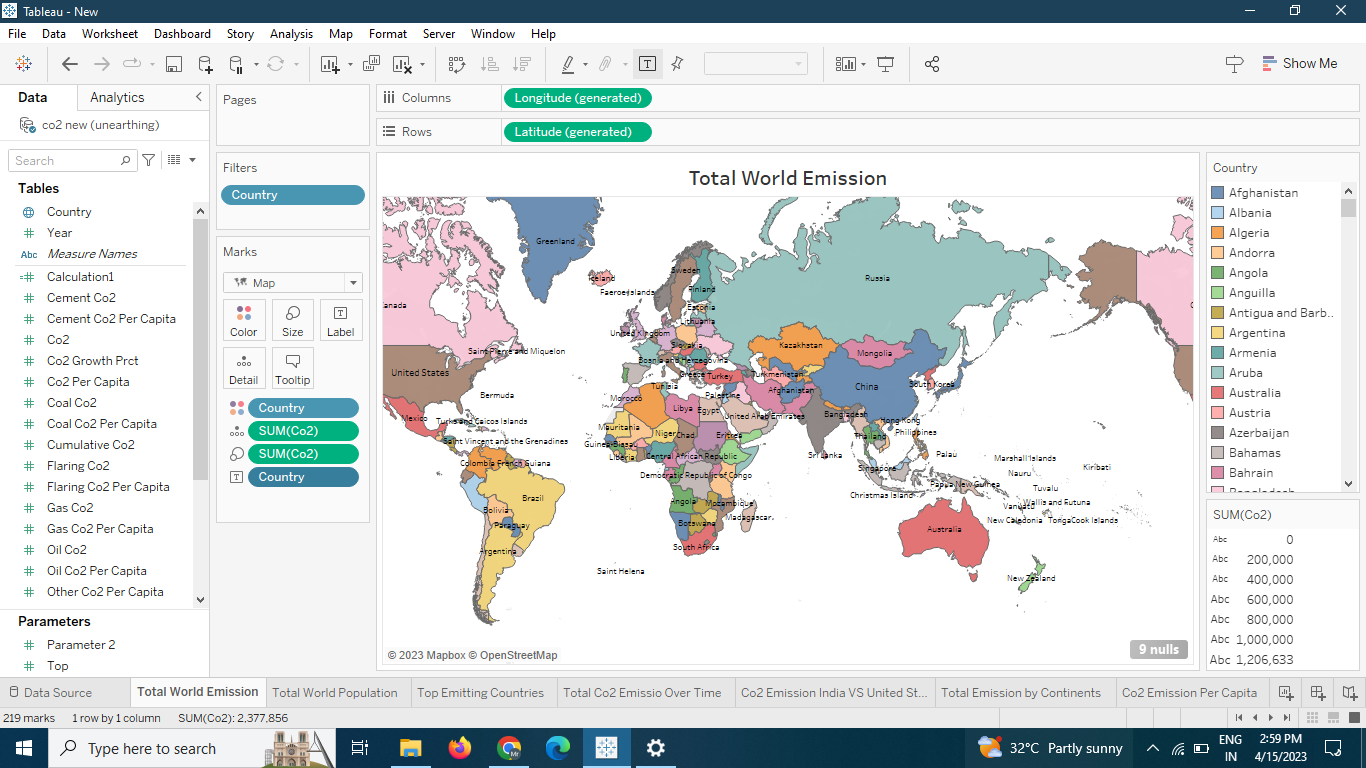 Tableau - New
File Data Worksheet Dashboard Story Analysis Map Format Server Window Help
Show Me
Data Analytics
co2 new (unearthing)
Search
Tables
Country
Year
Abc Measure Names
Calculation1
Cement Co2
Cement Co2 Per Capita
Co2
Co2 Growth Prct
Co2 Per Capita
Coal Co2
Coal Co2 Per Capita
Cumulative Co2
Flaring Co2
Flaring Co2 Per Capita
Gas Co2
Gas Co2 Per Capita
Oil Co2
Oil Co2 Per Capita
Other Co2 Per Capita
Parameters
Parameter 2
Top
Pages
Filters
Country
Marks
Map
Color Size Label
Detail Tooltip
Country
SUM(Co2)
SUM(Co2)
Country
Columns Longitude (generated)
Rows Latitude (generated)
Total World Emission
Greenland
Iceland
Sweden
Russia
Faeroe Islands
Finland
anada
Estonia
Lithuania
United Kingdom
Slovakia
Kazakhstan
Saint Pierre and Miquelon
Mongolia
Bosnia and Herzegovina
United States
Greece
Turkey
Turkmenistan
China
South Korea
Tunisia
Bermuda
Morocco
Palestine
Afghanistan
Mexico
Libya
Egypt
United Arab Emirates
Bangladesh
Turks and Caicos Islands
Hong Kong
Mauritania
Niger
Chad
Eritrea
Thailand
Philippines
Saint Vincent and the Grenadines
Guinea-Bissau
Liberia
Central African Republic
Sri Lanka
Palau
Marshall Islands
Colombia
French Guiana
Singapore
Nauru
Kiribati
Democratic Republic of Congo
Papua New Guinea
Tuvalu
Brazil
Christmas Island
Angola
Mozambique
Wallis and Futuna
Vanuatu
Bolivia
Madagascar
New Caledonia
Tonga
Cook Islands
Paraguay
Botswana
Australia
Argentina
South Africa
Saint Helena
New Zealand
© 2023 Mapbox © OpenStreetMap
9 nulls
Country
Afghanistan
Albania
Algeria
Andorra
Angola
Anguilla
Antigua and Barb..
Argentina
Armenia
Aruba
Australia
Austria
Azerbaijan
Bahamas
Bahrain
Bangladesh
SUM(Co2)
Abc 0
Abc 200,000
Abc 400,000
Abc 600,000
Abc 800,000
Abc 1,000,000
Abc 1,206,633
Data Source Total World Emission Total World Population Top Emitting Countries Total Co2 Emissio Over Time Co2 Emission India VS United St... Total Emission by Continents Co2 Emission Per Capita
219 marks 1 row by 1 column SUM(Co2): 2,377,856
Type here to search
32°C Partly sunny
ENG
IN
2:59 PM
4/15/2023